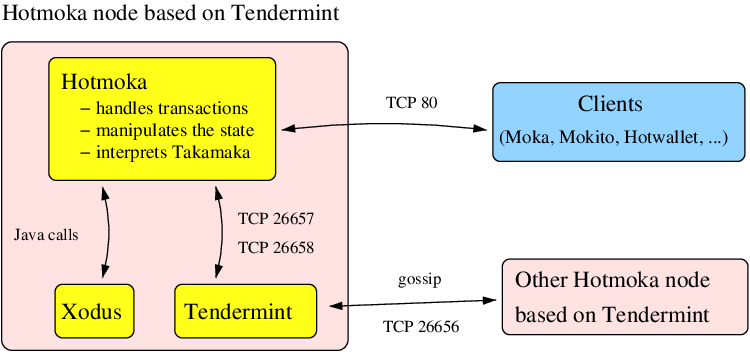 Hotmoka node based on Tendermint
Hotmoka
– handles transactions
– manipulates the state
– interprets Takamaka
TCP 80
Clients
(Moka, Mokito, Hotwallet, ...)
Java calls
TCP 26657
TCP 26658
Xodus
Tendermint
gossip
TCP 26656
Other Hotmoka node
based on Tendermint